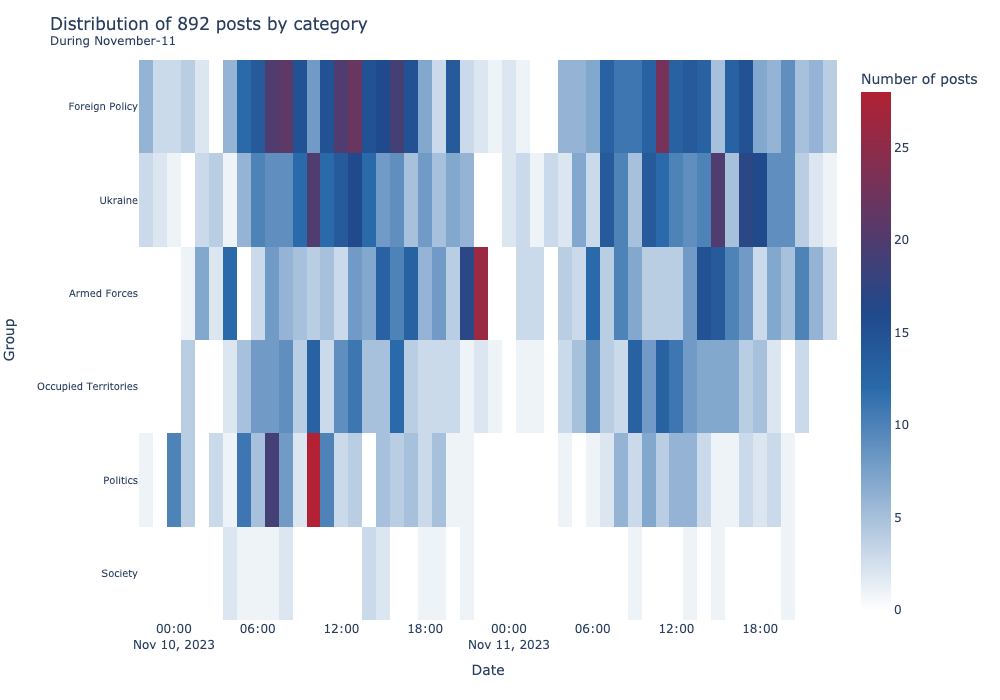 Distribution of 892 posts by category
During November-11
Number of posts
Foreign Policy
Ukraine
Armed Forces
Occupied Territories
Politics
Society
Group
25
20
15
10
5
0
00:00 06:00 12:00 18:00 00:00 06:00 12:00 18:00
Nov 10, 2023 Nov 11, 2023
Date